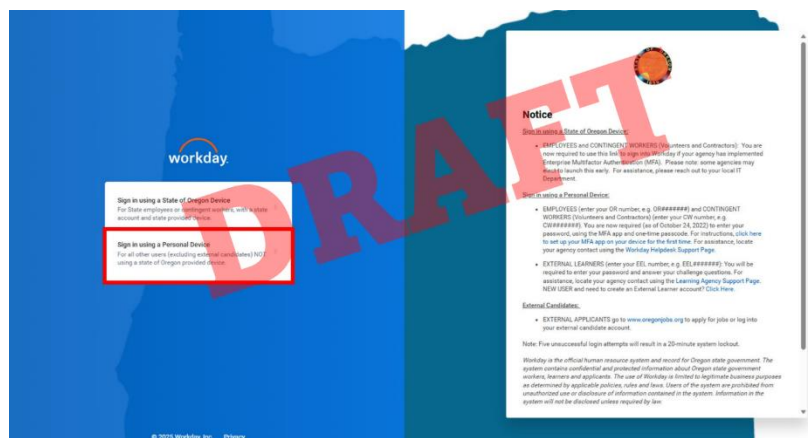 workday.
Sign in using a State of Oregon Device
For State employees or contingent workers, with a state
account and state provided device.
Sign in using a Personal Device
For all other users (excluding external candidates) NOT
using a state of Oregon provided device.
© 2025 Workday, Inc. Privacy
DRAFT
Notice
Sign in using a State of Oregon Device:
• EMPLOYEES and CONTINGENT WORKERS (Volunteers and Contractors): You are
now required to use this link to sign into Workday if your agency has implemented
Enterprise Multifactor Authentication (MFA). Please note: some agencies may
want to launch this early. For assistance, please reach out to your local IT
Department.
Sign in using a Personal Device:
• EMPLOYEES (enter your OR number, e.g. OR#######) and CONTINGENT
WORKERS (Volunteers and Contractors) (enter your CW number, e.g.
CW#######). You are now required (as of October 24, 2022) to enter your
password, using the MFA app and one-time passcode. For instructions, click here
to set up your MFA app on your device for the first time. For assistance, locate
your agency contact using the Workday Helpdesk Support Page.
• EXTERNAL LEARNERS (enter your EEL number, e.g. EEL#######): You will be
required to enter your password and answer your challenge questions. For
assistance, locate your agency contact using the Learning Agency Support Page.
NEW USER and need to create an External Learner account? Click Here.
External Candidates:
• EXTERNAL APPLICANTS go to www.oregonjobs.org to apply for jobs or log into
your external candidate account.
Note: Five unsuccessful login attempts will result in a 20-minute system lockout.
Workday is the official human resource system and record for Oregon state government. The
system contains confidential and protected information about Oregon state government
workers, learners and applicants. The use of Workday is limited to legitimate business purposes
as determined by applicable policies, rules and laws. Users of the system are prohibited from
unauthorized use or disclosure of information contained in the system. Information in the
system will not be disclosed unless required by law